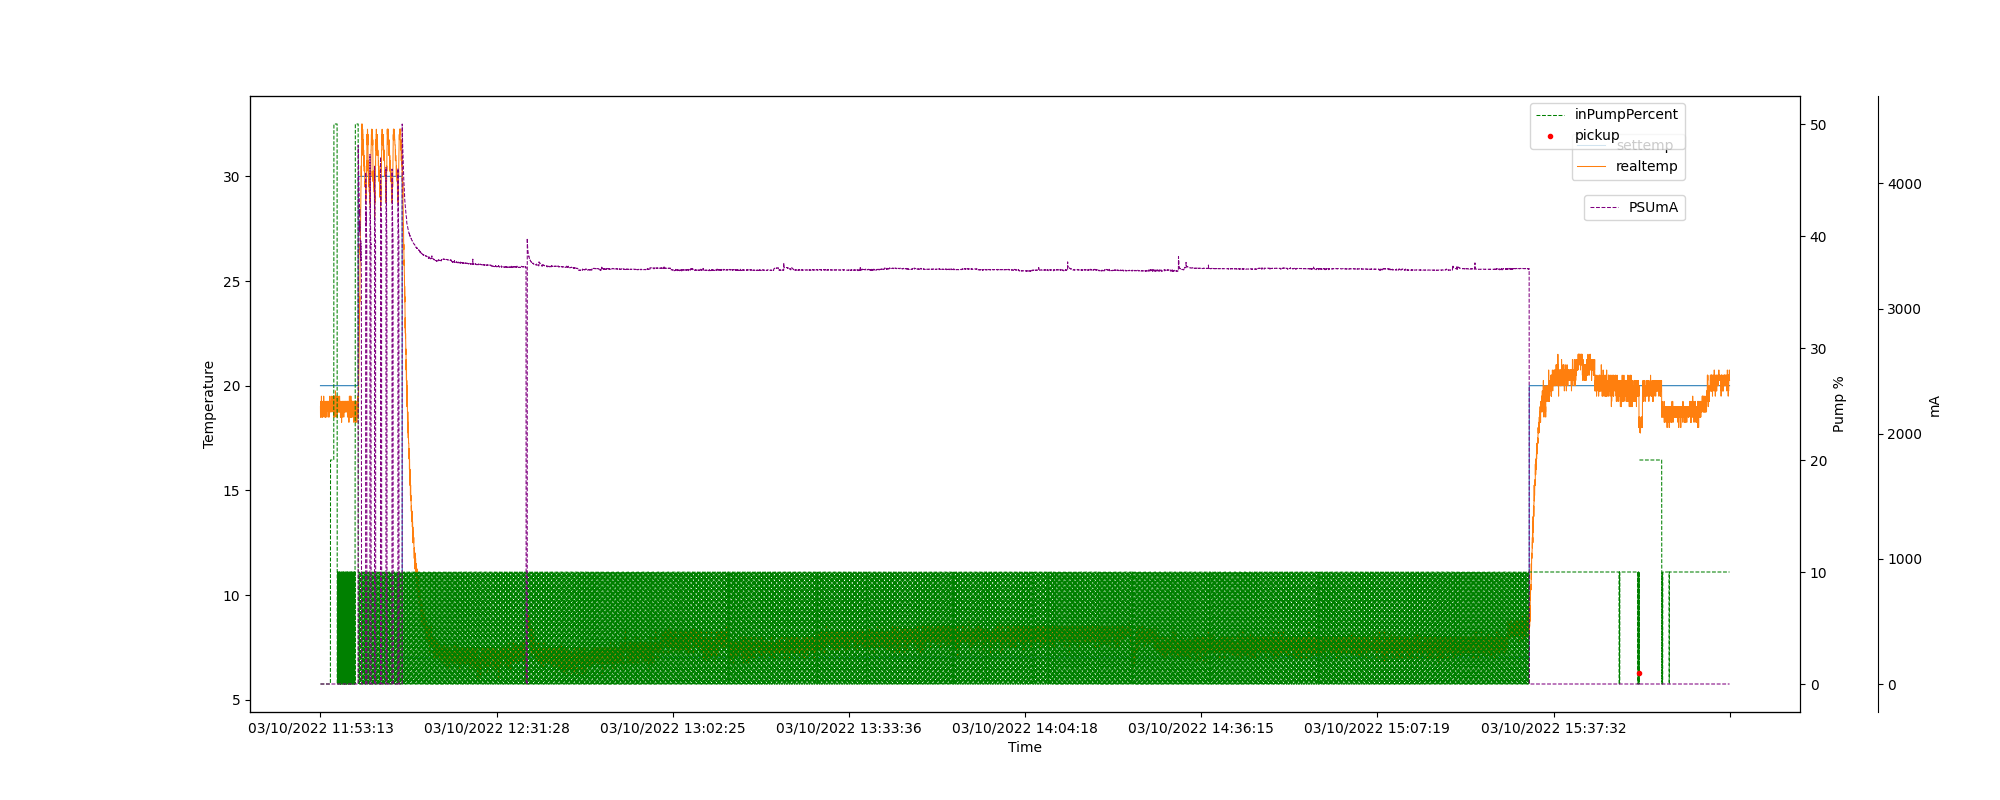 inPumpPercent
pickup
settemp
realtemp
PSUmA
30
25
20
15
10
5
Temperature
50
40
30
20
10
0
Pump %
4000
3000
2000
1000
0
mA
03/10/2022 11:53:13
03/10/2022 12:31:28
03/10/2022 13:02:25
03/10/2022 13:33:36
03/10/2022 14:04:18
03/10/2022 14:36:15
03/10/2022 15:07:19
03/10/2022 15:37:32
Time